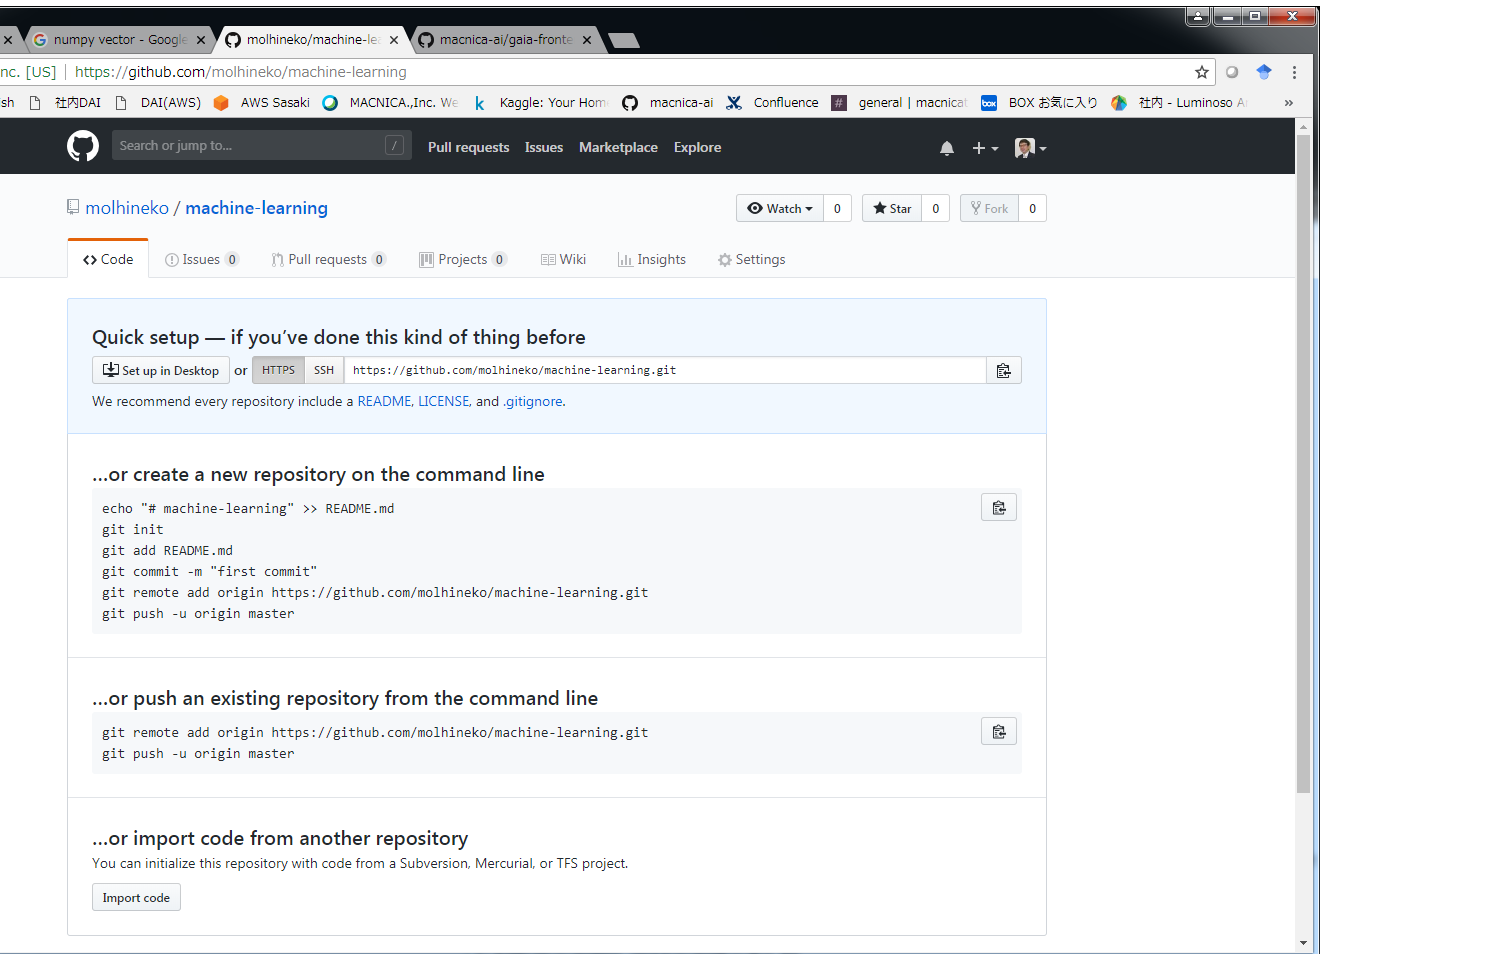 numpy vector - Google
molhineko/machine-lea
macnica-ai/gaia-fronte
nc. [US] https://github.com/molhineko/machine-learning
sh 社内DAI DAI(AWS) AWS Sasaki MACNICA.,Inc. We Kaggle: Your Hom macnica-ai Confluence # general | macnicat box BOX お気に入り 社内 - Luminoso A »
Search or jump to... / Pull requests Issues Marketplace Explore
molhineko / machine-learning Watch 0 Star 0 Fork 0
Code Issues 0 Pull requests 0 Projects 0 Wiki Insights Settings
Quick setup — if you’ve done this kind of thing before
Set up in Desktop or HTTPS SSH https://github.com/molhineko/machine-learning.git
We recommend every repository include a README, LICENSE, and .gitignore.
…or create a new repository on the command line
echo "# machine-learning" >> README.md
git init
git add README.md
git commit -m "first commit"
git remote add origin https://github.com/molhineko/machine-learning.git
git push -u origin master
…or push an existing repository from the command line
git remote add origin https://github.com/molhineko/machine-learning.git
git push -u origin master
…or import code from another repository
You can initialize this repository with code from a Subversion, Mercurial, or TFS project.
Import code